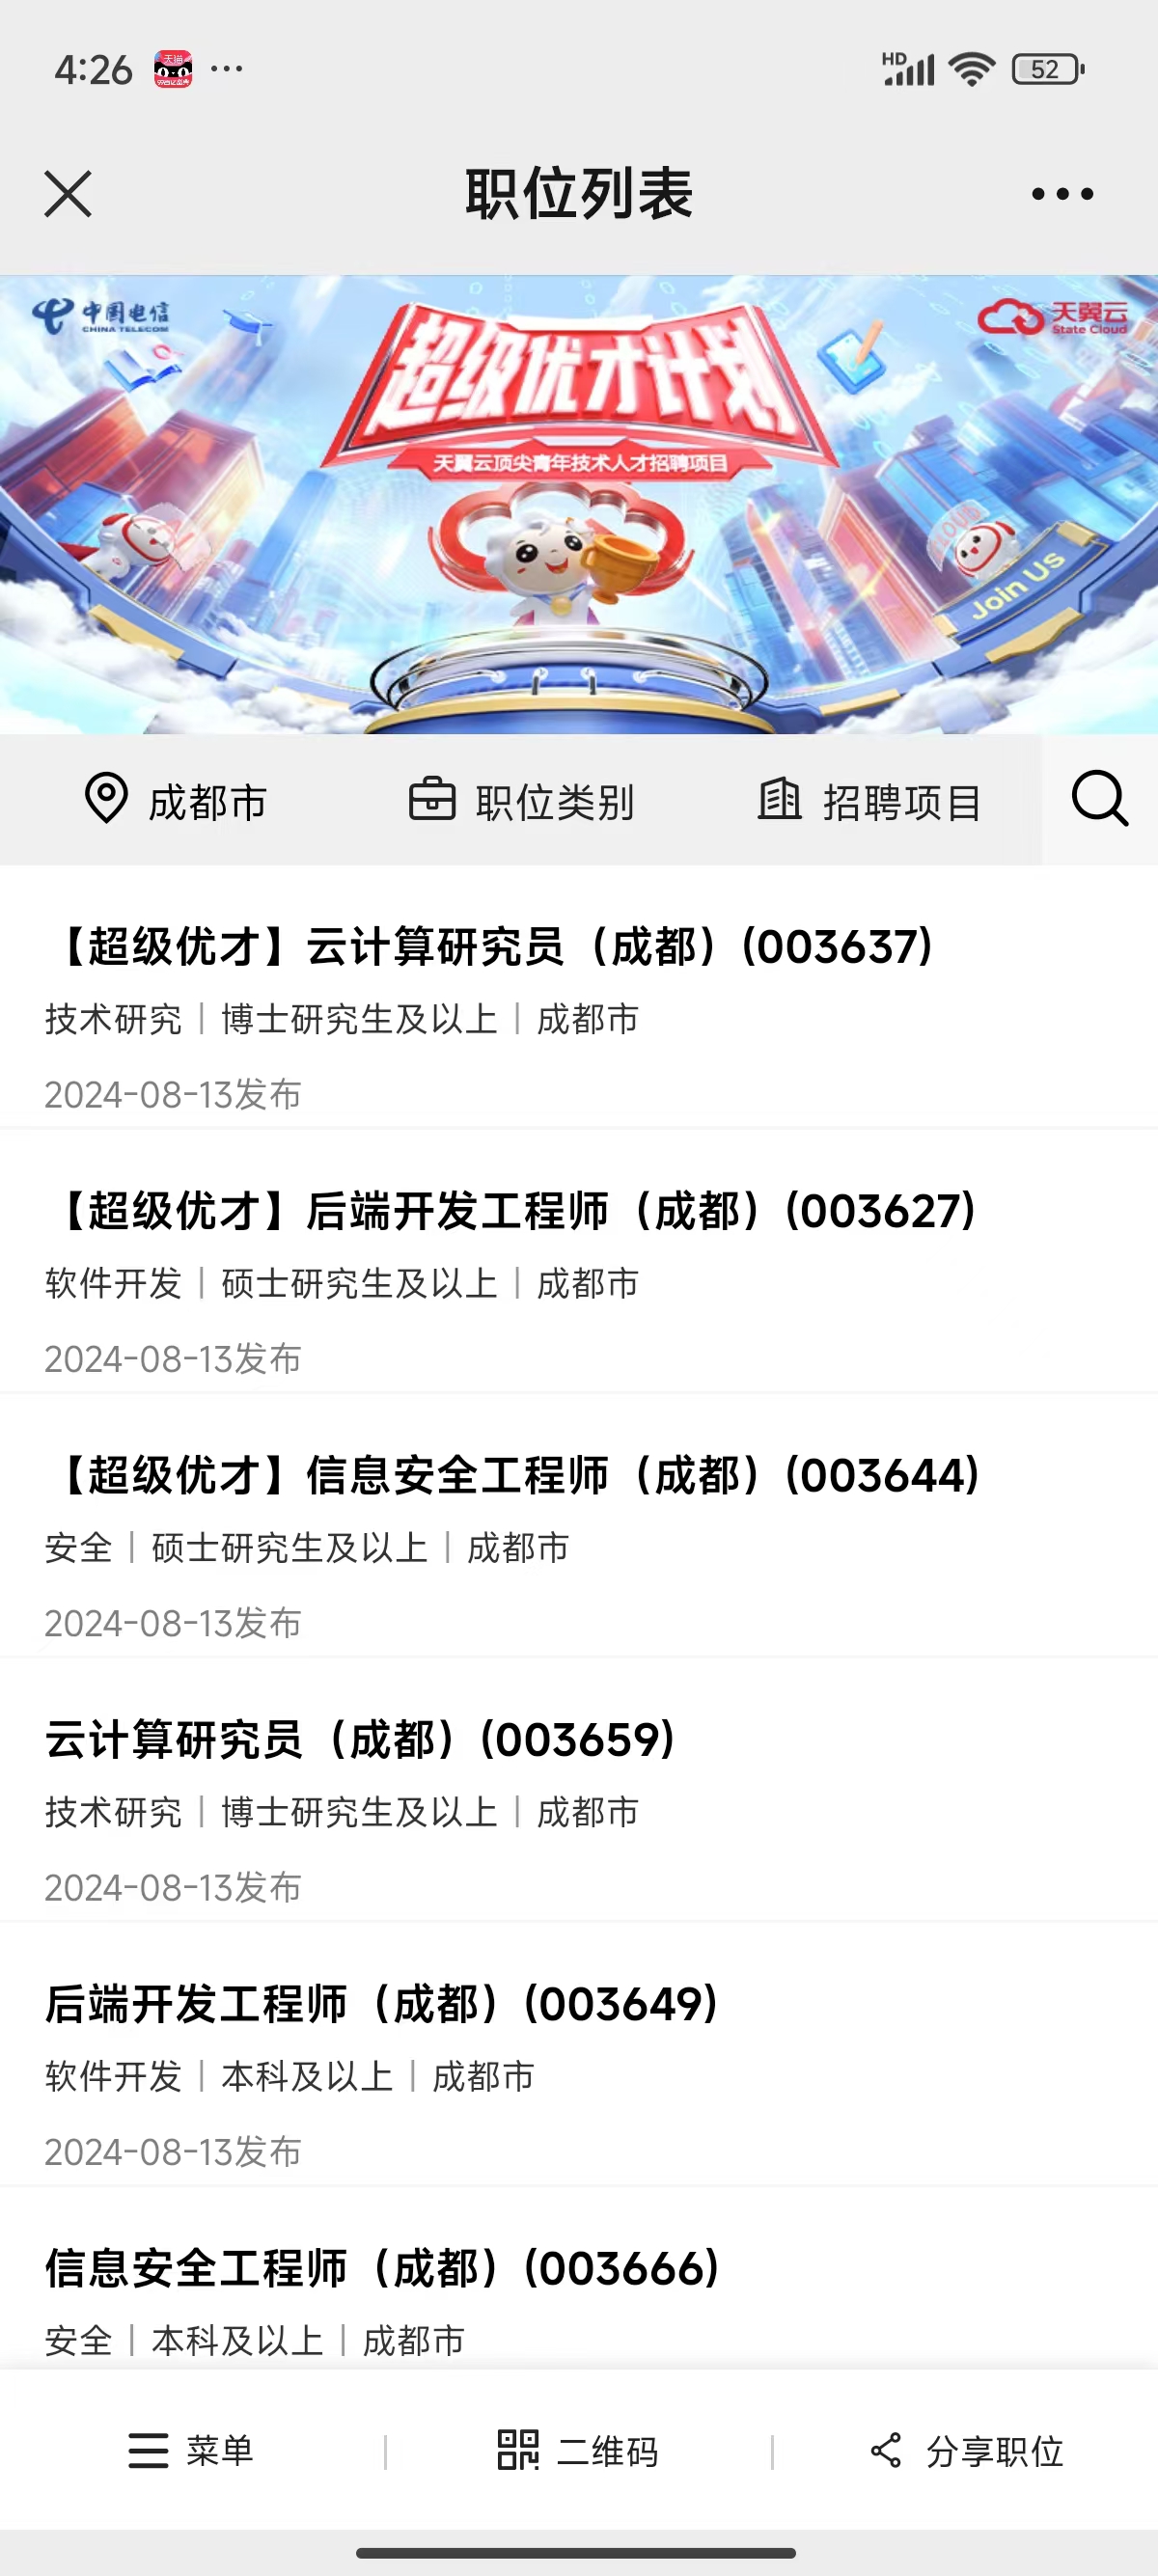 4:26 天猫 ··· HD 52
职位列表
中国电信 天翼云
CHINA TELECOM State Cloud
超级优才计划
天翼云顶尖青年技术人才招聘项目
Join Us
成都市 职位类别 招聘项目
【超级优才】云计算研究员（成都）(003637)
技术研究｜博士研究生及以上｜成都市
2024-08-13发布
【超级优才】后端开发工程师（成都）(003627)
软件开发｜硕士研究生及以上｜成都市
2024-08-13发布
【超级优才】信息安全工程师（成都）(003644)
安全｜硕士研究生及以上｜成都市
2024-08-13发布
云计算研究员（成都）(003659)
技术研究｜博士研究生及以上｜成都市
2024-08-13发布
后端开发工程师（成都）(003649)
软件开发｜本科及以上｜成都市
2024-08-13发布
信息安全工程师（成都）(003666)
安全｜本科及以上｜成都市
菜单 二维码 分享职位